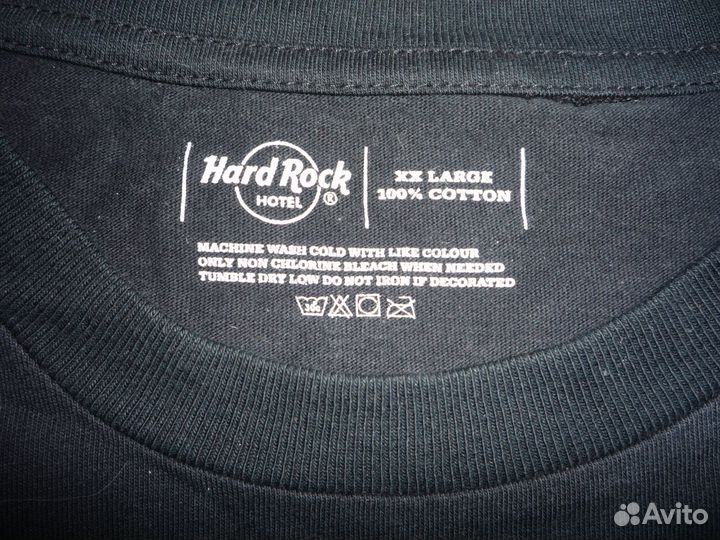 Hard Rock
HOTEL ®
XX LARGE
100% COTTON
MACHINE WASH COLD WITH LIKE COLOUR
ONLY NON CHLORINE BLEACH WHEN NEEDED
TUMBLE DRY LOW DO NOT IRON IF DECORATED
30c
Avito